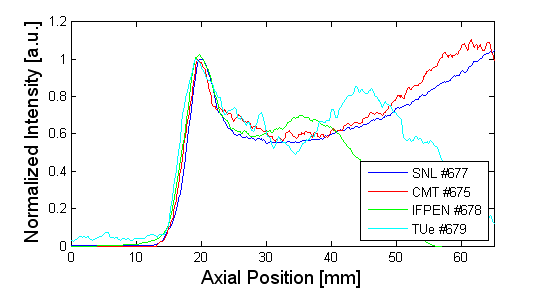 1.2
1
0.8
0.6
0.4
0.2
0
Normalized Intensity [a.u.]
SNL #677
CMT #675
IFPEN #678
TUe #679
0 10 20 30 40 50 60
Axial Position [mm]